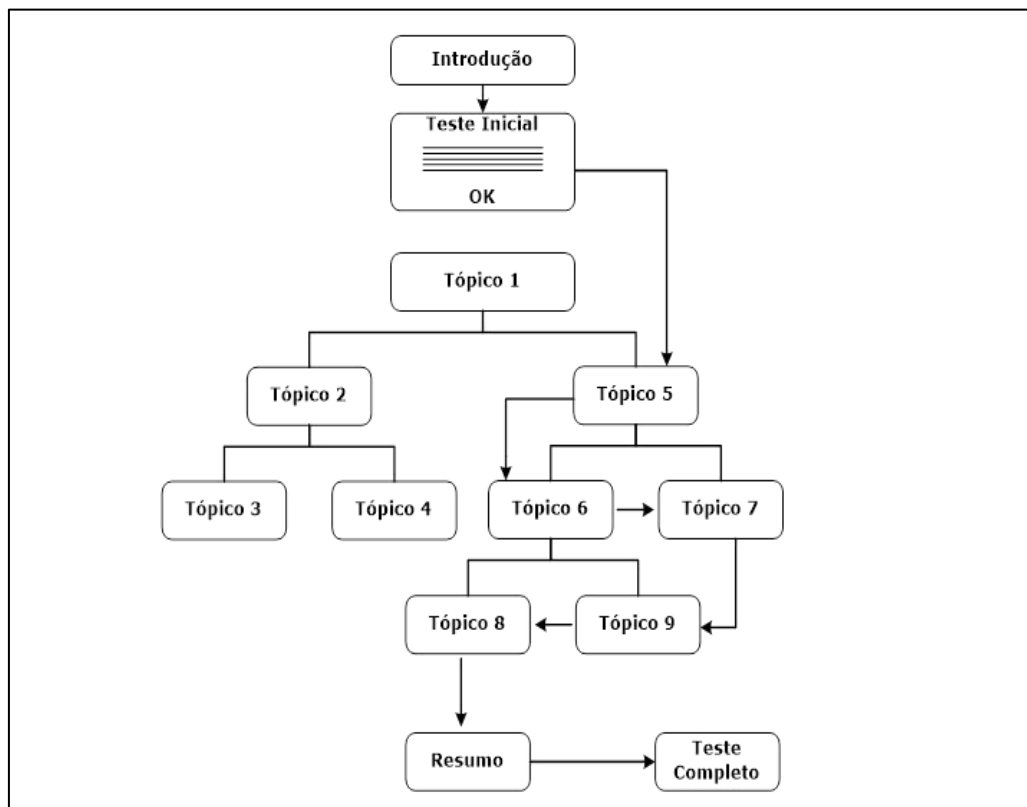 Introdução
Teste Inicial
OK
Tópico 1
Tópico 2
Tópico 5
Tópico 3
Tópico 4
Tópico 6
Tópico 7
Tópico 8
Tópico 9
Resumo
Teste
Completo